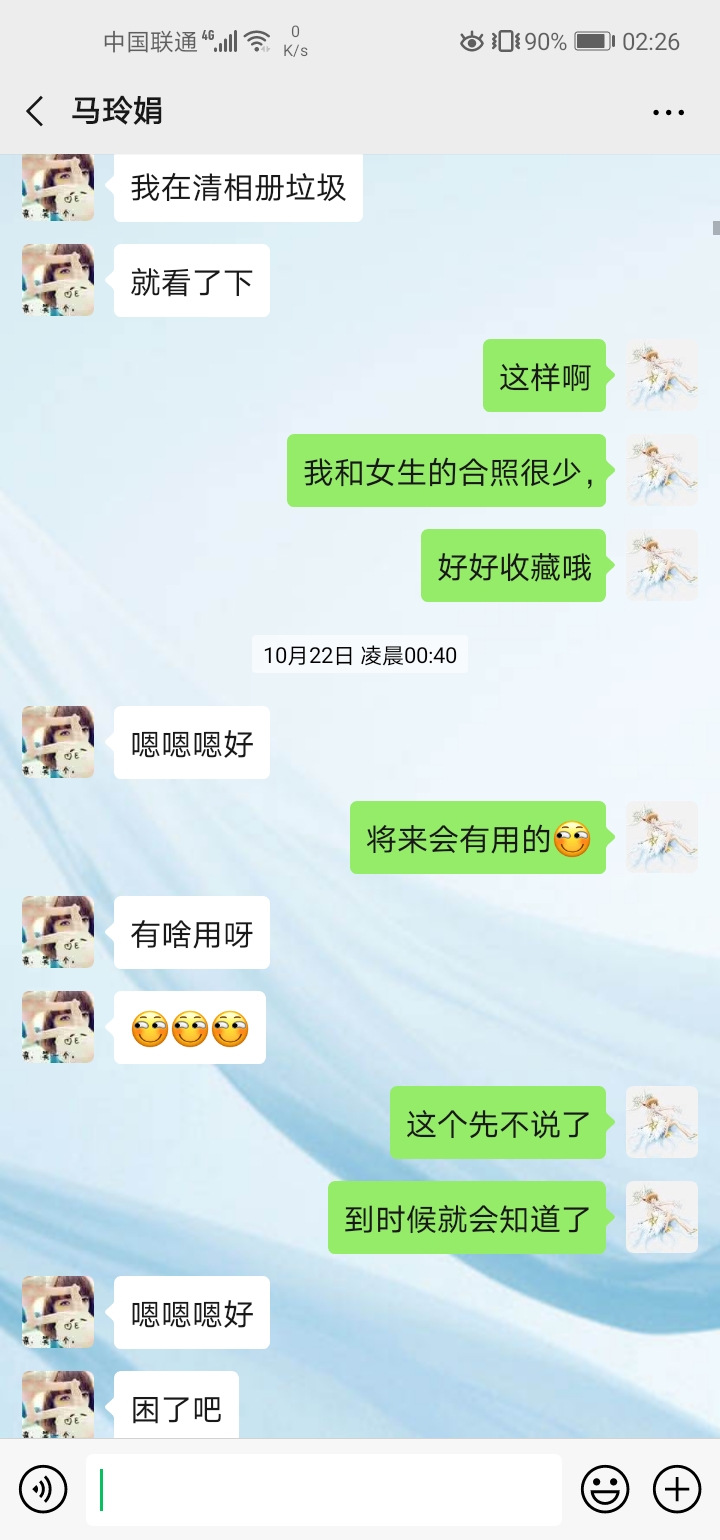 中国联通 4G 0 K/s 90% 02:26
马玲娟
我在清相册垃圾
就看了下
这样啊
我和女生的合照很少，
好好收藏哦
10月22日 凌晨00:40
嗯嗯嗯好
将来会有用的
有啥用呀
这个先不说了
到时候就会知道了
嗯嗯嗯好
困了吧